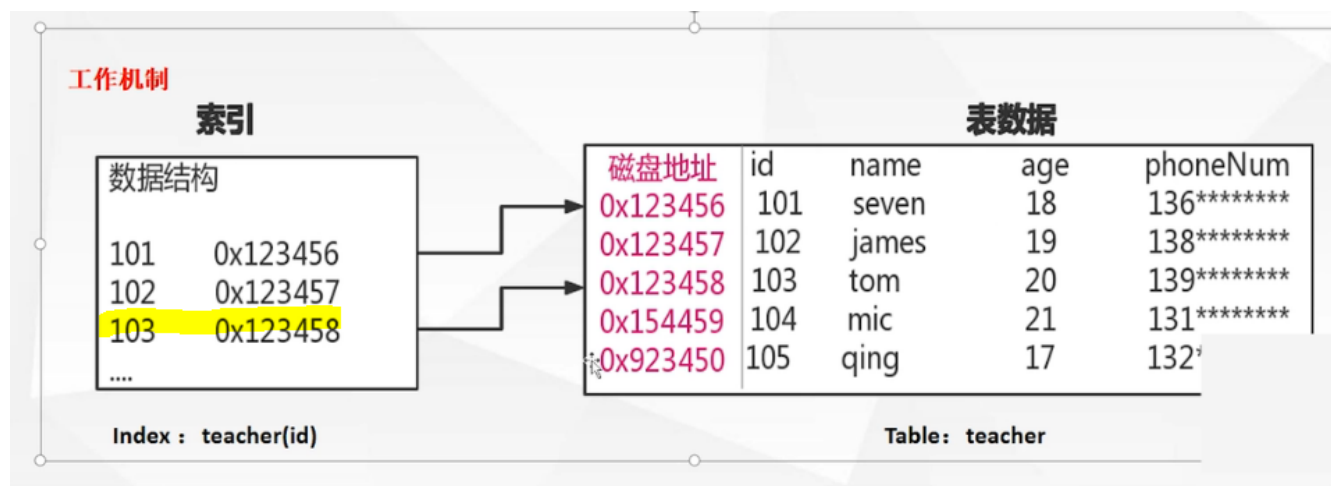 工作机制
索引
数据结构
101 0x123456
102 0x123457
103 0x123458
....
Index： teacher(id)
表数据
磁盘地址 id name age phoneNum
0x123456 101 seven 18 136********
0x123457 102 james 19 138********
0x123458 103 tom 20 139********
0x154459 104 mic 21 131********
0x923450 105 qing 17 132*
Table： teacher